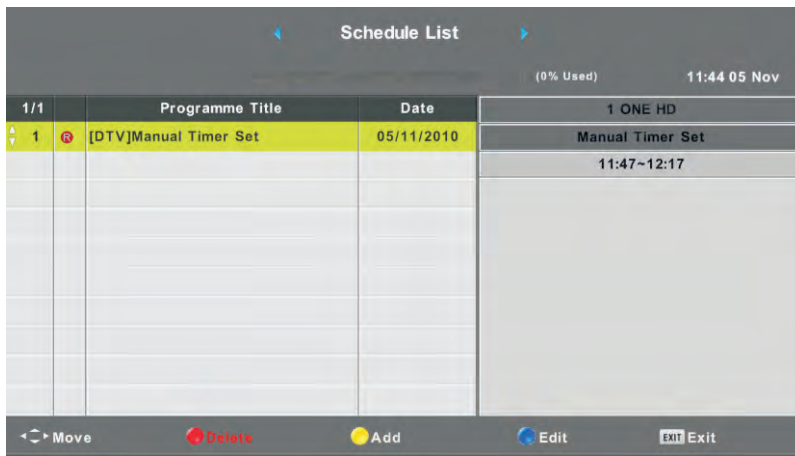 Schedule List
(0% Used) 11:44 05 Nov
1/1 Programme Title Date 1 ONE HD
1 R [DTV]Manual Timer Set 05/11/2010 Manual Timer Set
11:47~12:17
Move Delete Add Edit EXIT Exit